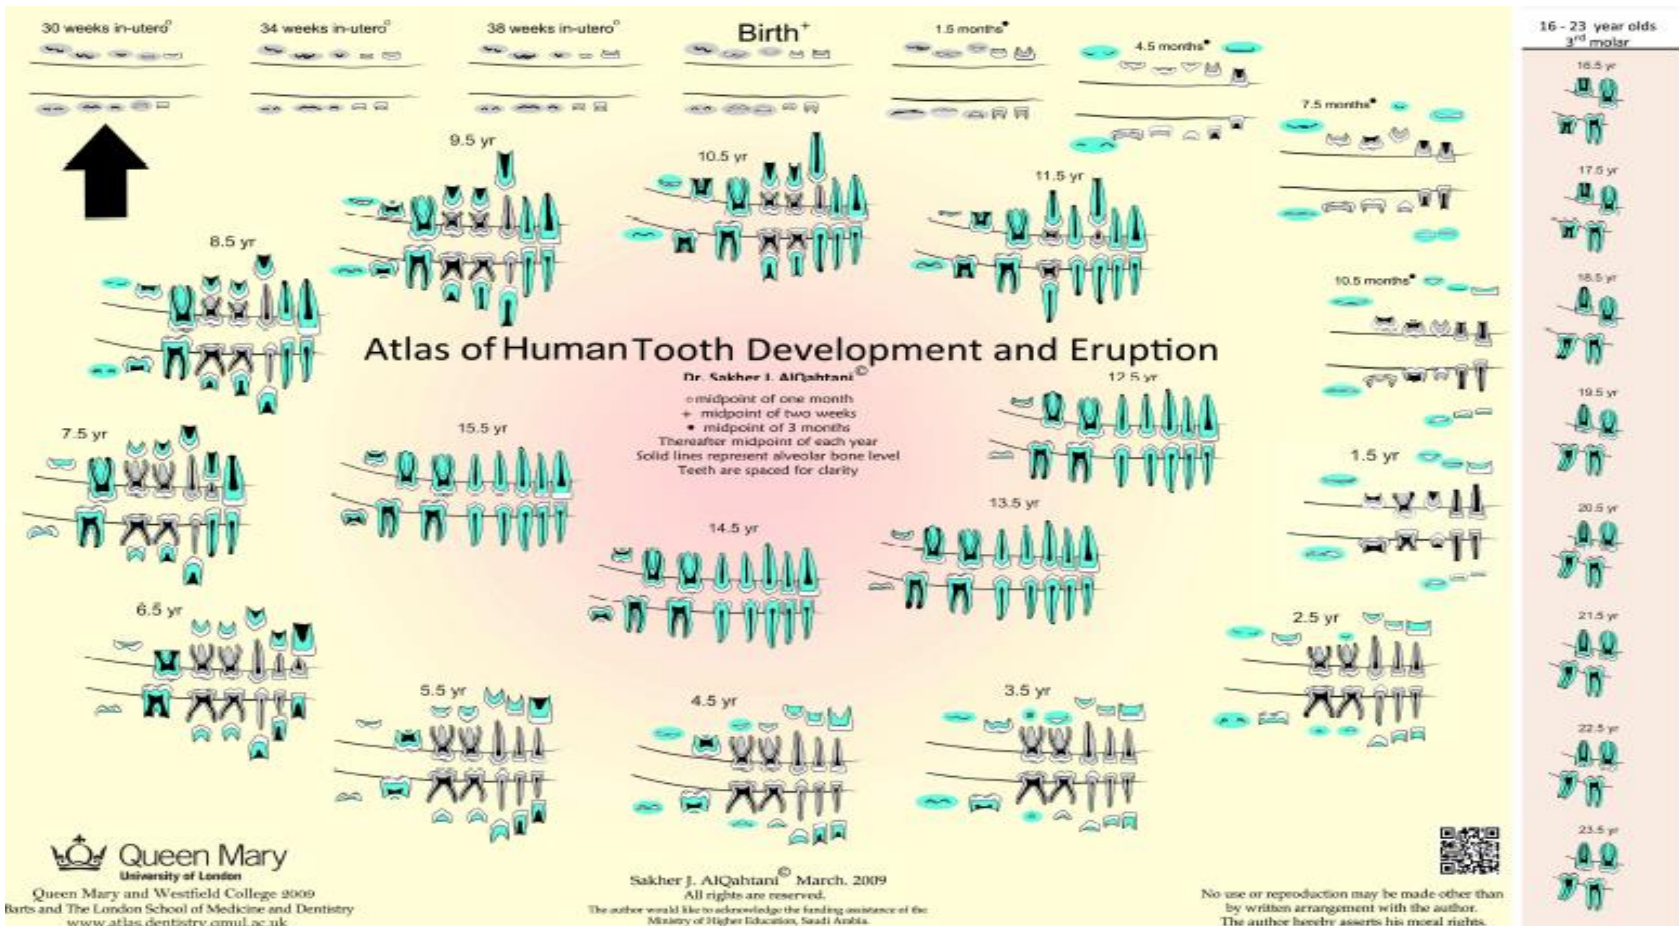 30 weeks in-utero°
34 weeks in-utero°
38 weeks in-utero°
Birth+
1.5 months•
4.5 months•
7.5 months•
10.5 months•
1.5 yr
2.5 yr
3.5 yr
4.5 yr
5.5 yr
6.5 yr
7.5 yr
8.5 yr
9.5 yr
10.5 yr
11.5 yr
12.5 yr
13.5 yr
14.5 yr
15.5 yr
Atlas of Human Tooth Development and Eruption
Dr. Sakher J. AlQahtani©
○ midpoint of one month
+ midpoint of two weeks
• midpoint of 3 months
Thereafter midpoint of each year
Solid lines represent alveolar bone level
Teeth are spaced for clarity
16 - 23 year olds
3rd molar
16.5 yr
17.5 yr
18.5 yr
19.5 yr
20.5 yr
21.5 yr
22.5 yr
23.5 yr
Queen Mary
University of London
Queen Mary and Westfield College 2009
Barts and The London School of Medicine and Dentistry
www.atlas.dentistry.qmul.ac.uk
Sakher J. AlQahtani© March. 2009
All rights are reserved.
The author would like to acknowledge the funding assistance of the
Ministry of Higher Education, Saudi Arabia.
No use or reproduction may be made other than
by written arrangement with the author.
The author hereby asserts his moral rights.